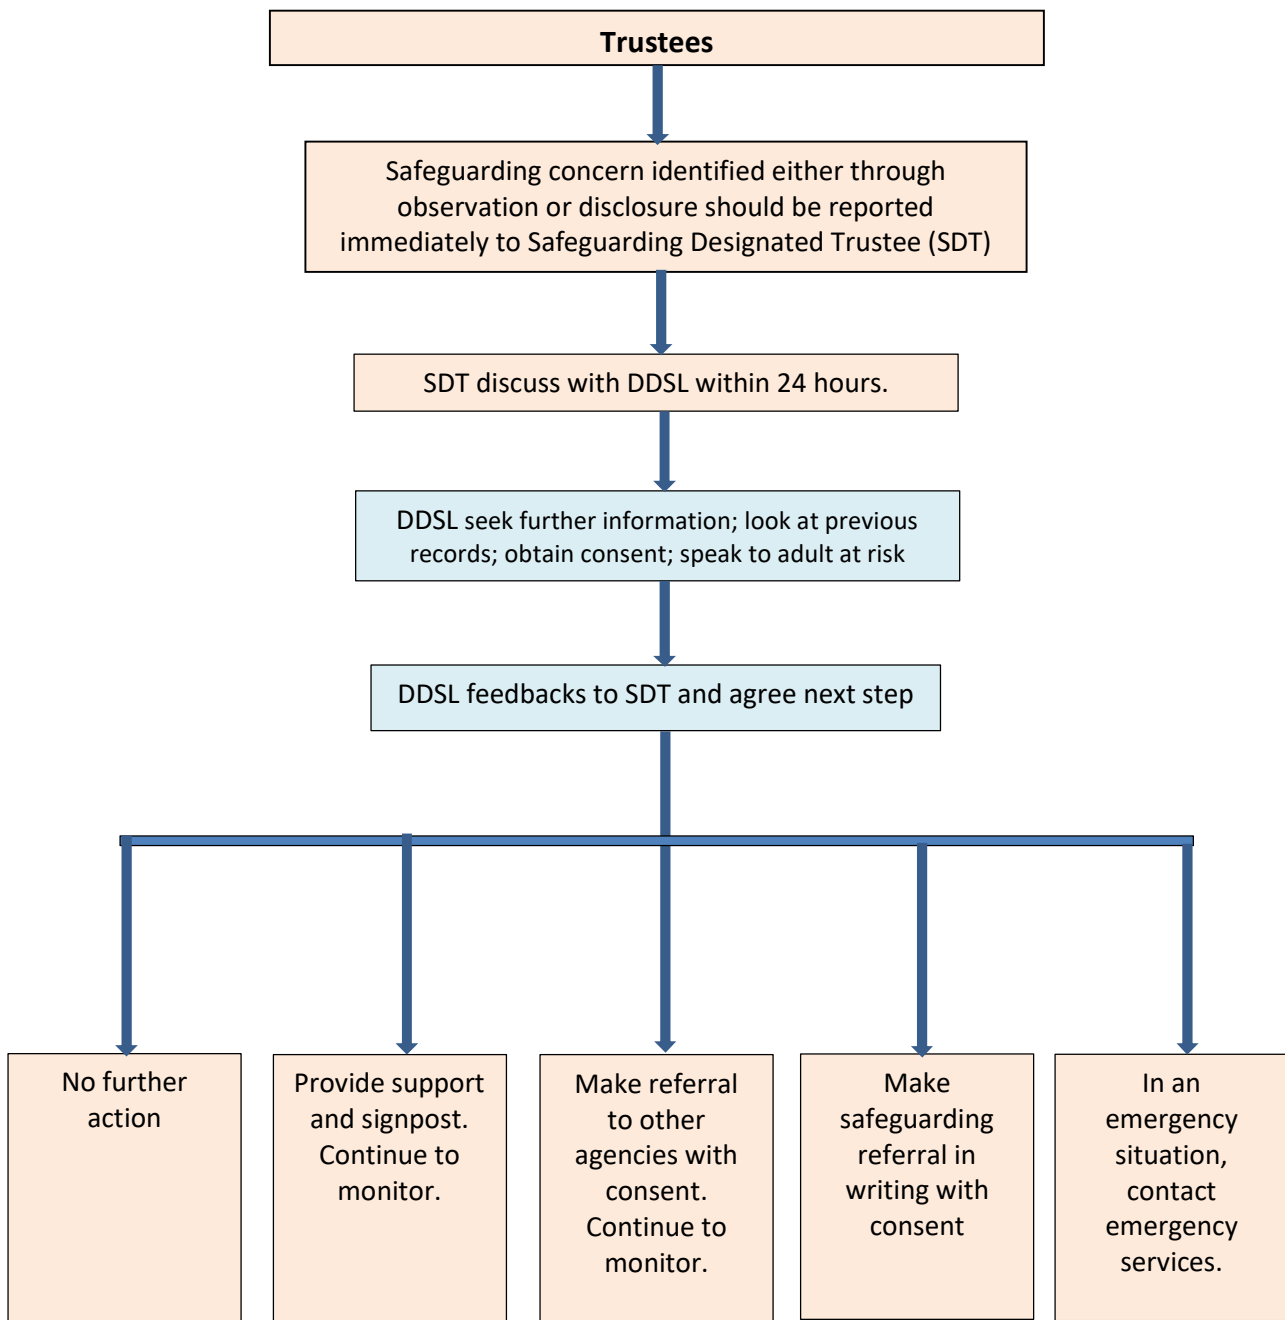 Trustees
Safeguarding concern identified either through
observation or disclosure should be reported
immediately to Safeguarding Designated Trustee (SDT)
SDT discuss with DDSL within 24 hours.
DDSL seek further information; look at previous
records; obtain consent; speak to adult at risk
DDSL feedbacks to SDT and agree next step
No further
action
Provide support
and signpost.
Continue to
monitor.
Make referral
to other
agencies with
consent.
Continue to
monitor.
Make
safeguarding
referral in
writing with
consent
In an
emergency
situation,
contact
emergency
services.